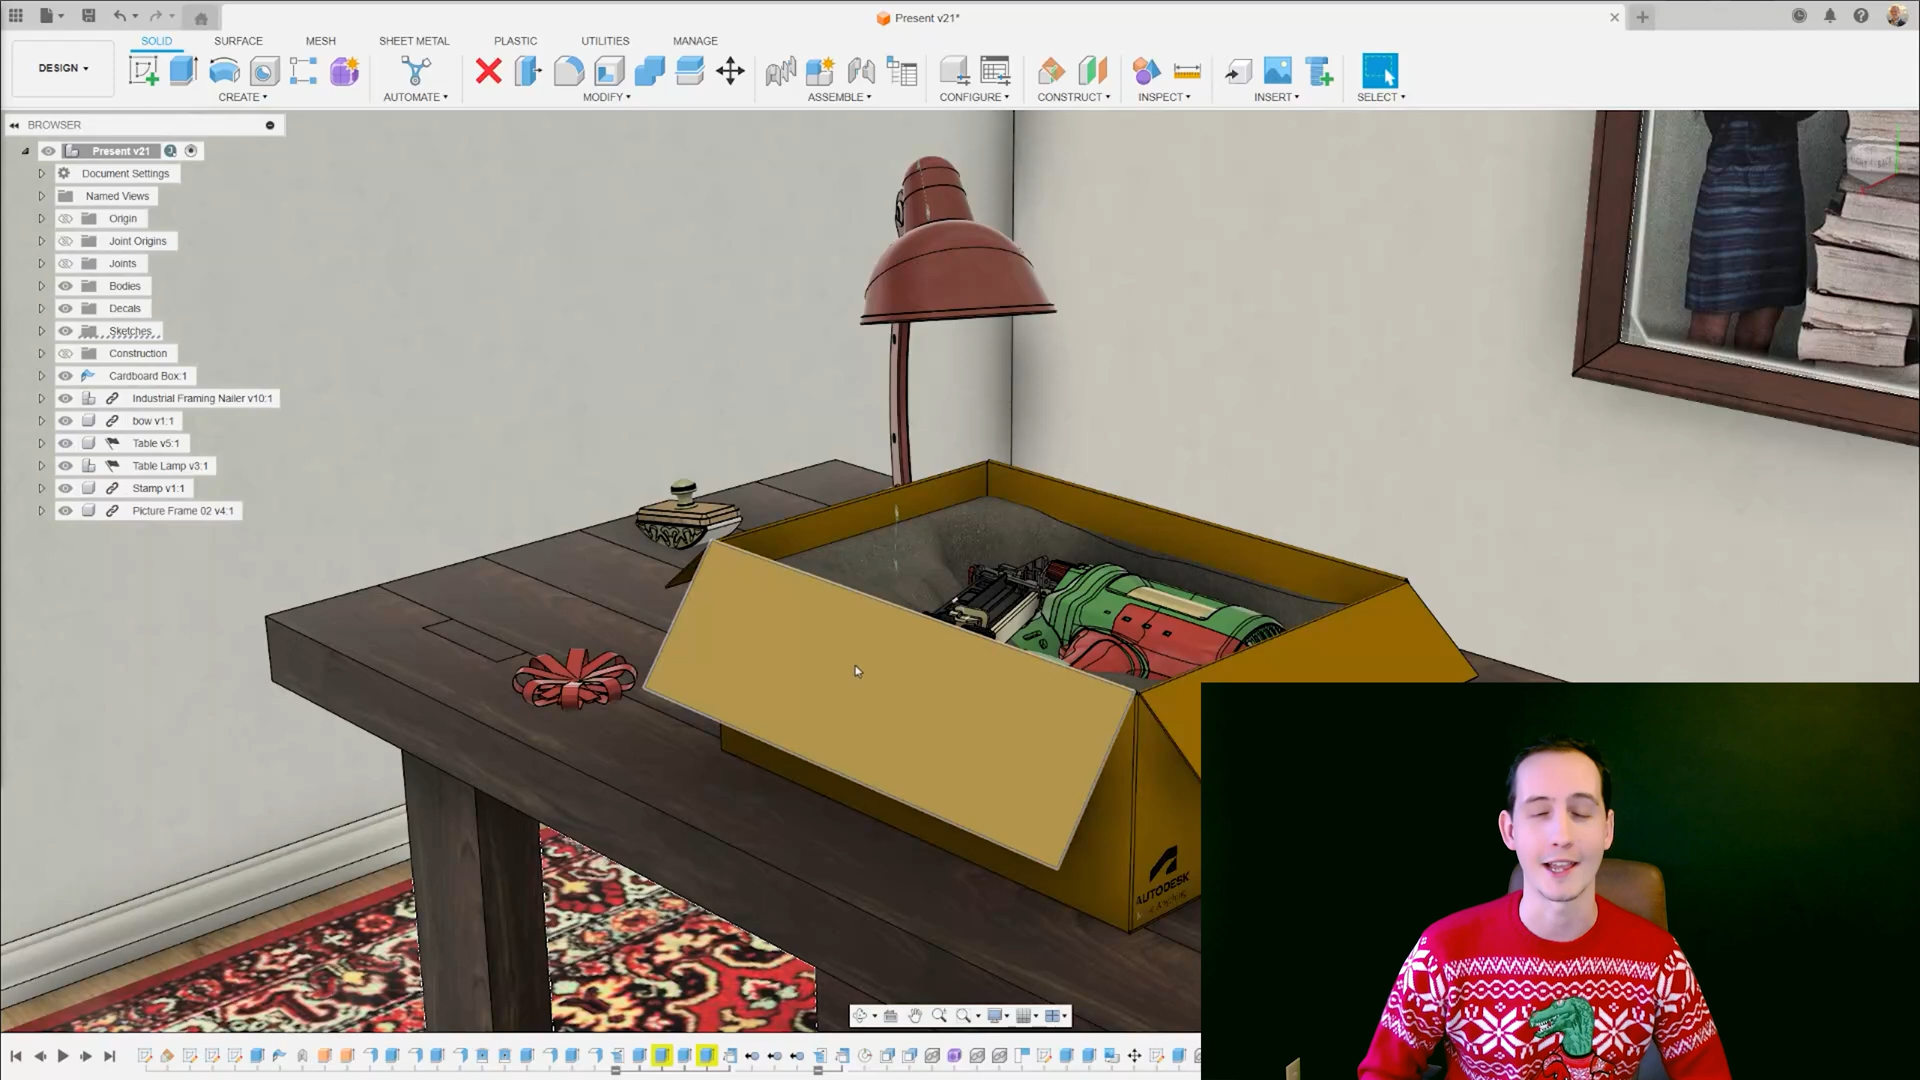 Present v21*
DESIGN
SOLID
SURFACE
MESH
SHEET METAL
PLASTIC
UTILITIES
MANAGE
CREATE
AUTOMATE
MODIFY
ASSEMBLE
CONFIGURE
CONSTRUCT
INSPECT
INSERT
SELECT
BROWSER
Present v21
Document Settings
Named Views
Origin
Joint Origins
Joints
Bodies
Decals
Sketches
Construction
Cardboard Box:1
Industrial Framing Nailer v10:1
bow v1:1
Table v5:1
Table Lamp v3:1
Stamp v1:1
Picture Frame 02 v4:1
AUTODESK